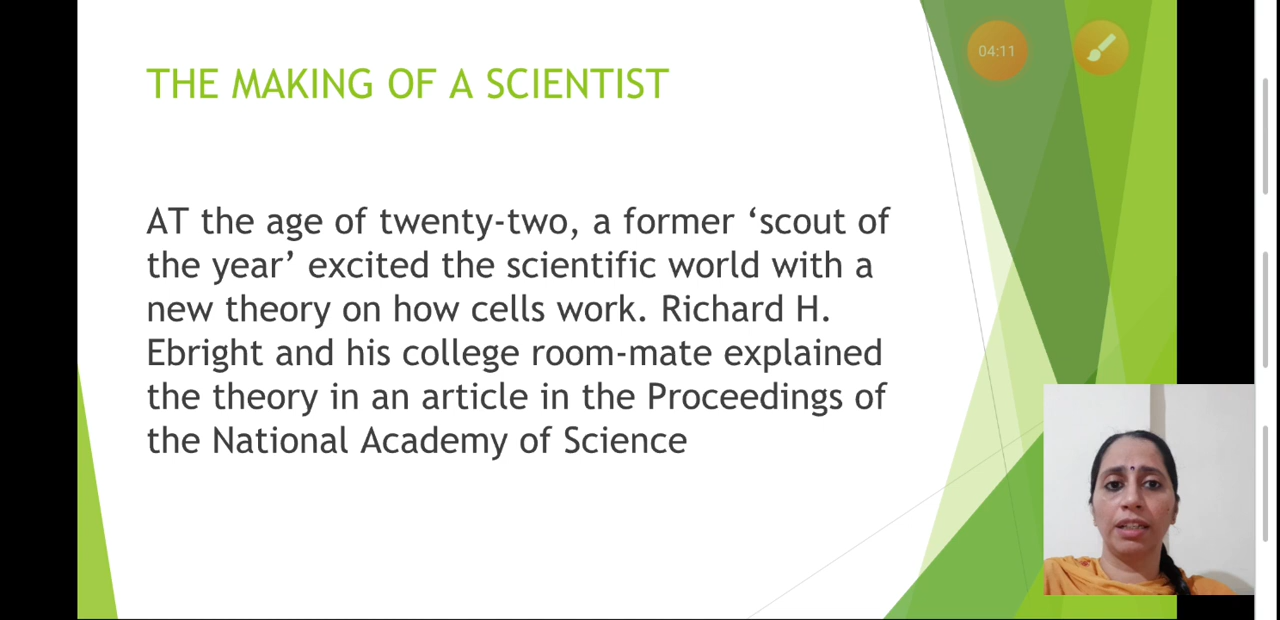 04:11
THE MAKING OF A SCIENTIST
AT the age of twenty-two, a former ‘scout of
the year’ excited the scientific world with a
new theory on how cells work. Richard H.
Ebright and his college room-mate explained
the theory in an article in the Proceedings of
the National Academy of Science